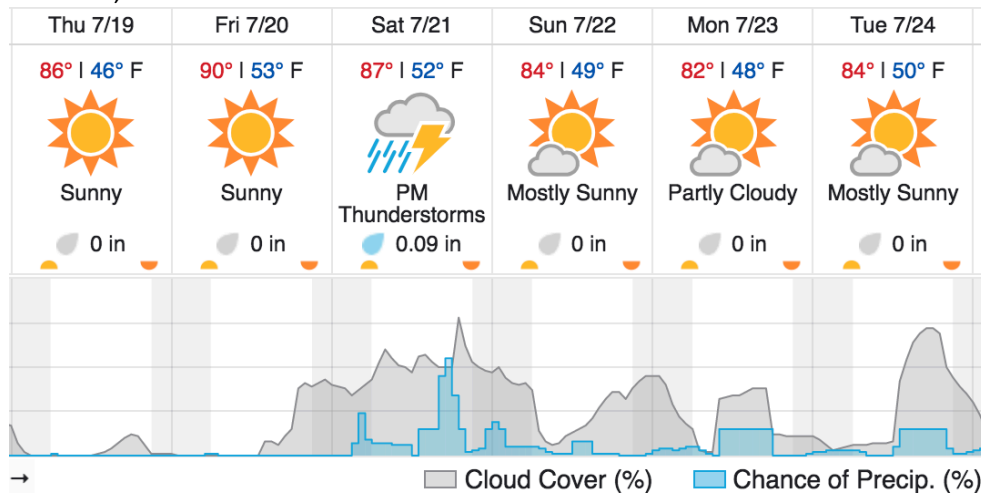 Thu 7/19 Fri 7/20 Sat 7/21 Sun 7/22 Mon 7/23 Tue 7/24
86° | 46° F 90° | 53° F 87° | 52° F 84° | 49° F 82° | 48° F 84° | 50° F
Sunny Sunny PM Mostly Sunny Partly Cloudy Mostly Sunny
Thunderstorms
0 in 0 in 0.09 in 0 in 0 in 0 in
→ Cloud Cover (%) Chance of Precip. (%)